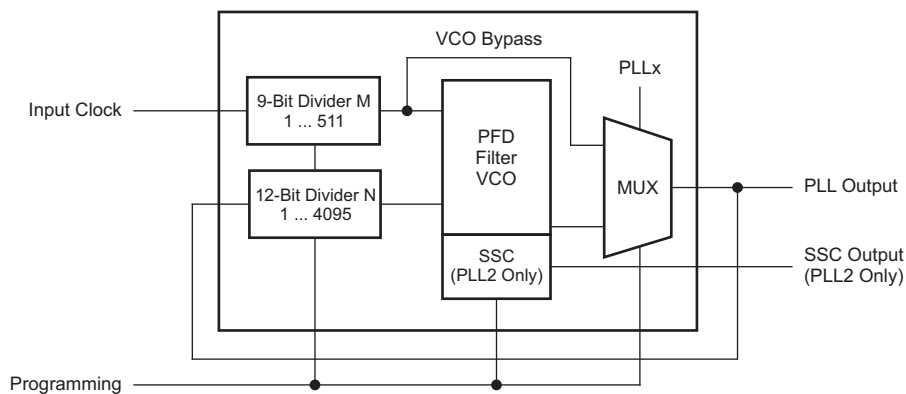 VCO Bypass
PLLx
Input Clock
9-Bit Divider M
1 ... 511
PFD
Filter
VCO
MUX
12-Bit Divider N
1 ... 4095
PLL Output
SSC
(PLL2 Only)
SSC Output
(PLL2 Only)
Programming